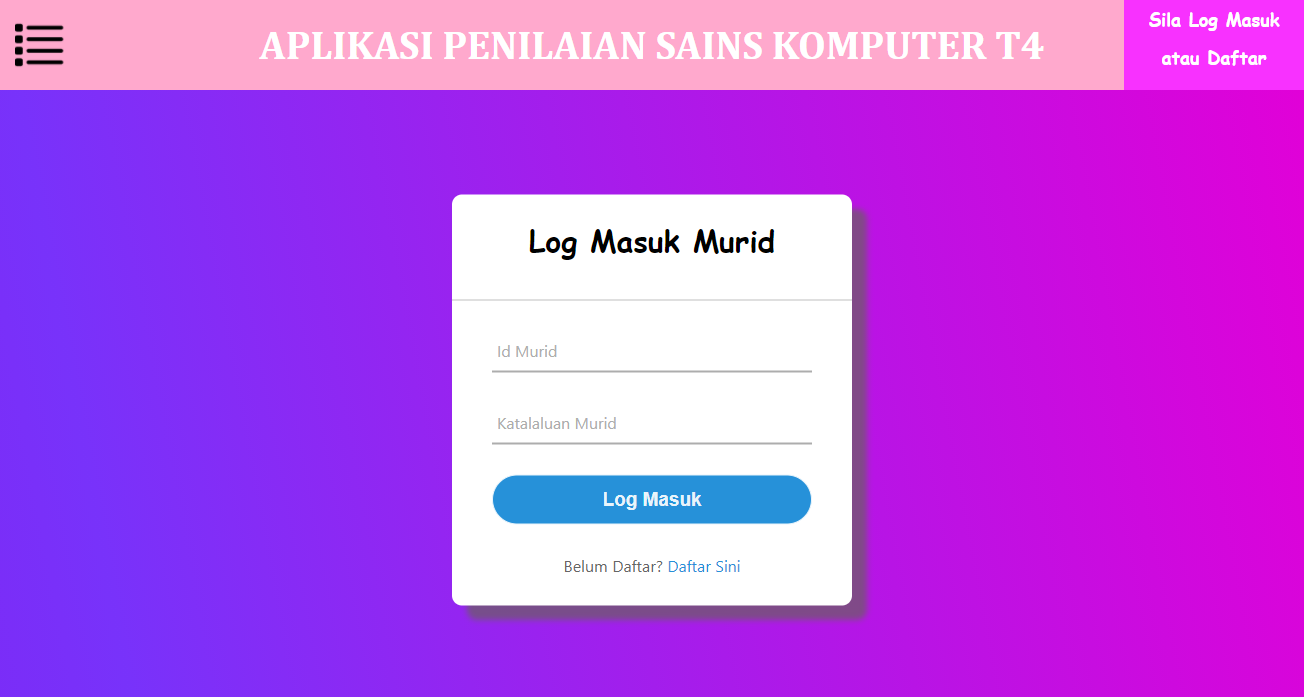 APLIKASI PENILAIAN SAINS KOMPUTER T4
Sila Log Masuk
atau Daftar
Log Masuk Murid
Id Murid
Katalaluan Murid
Log Masuk
Belum Daftar? Daftar Sini